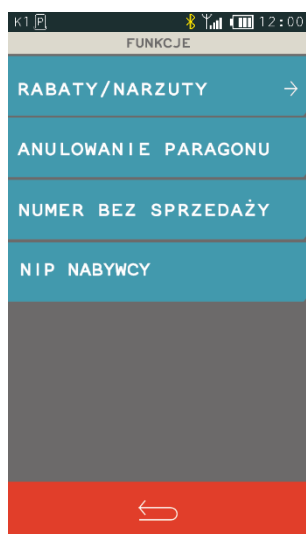 K1 P 12:00
FUNKCJE
RABATY/NARZUTY
ANULOWANIE PARAGONU
NUMER BEZ SPRZEDAŻY
NIP NABYWCY